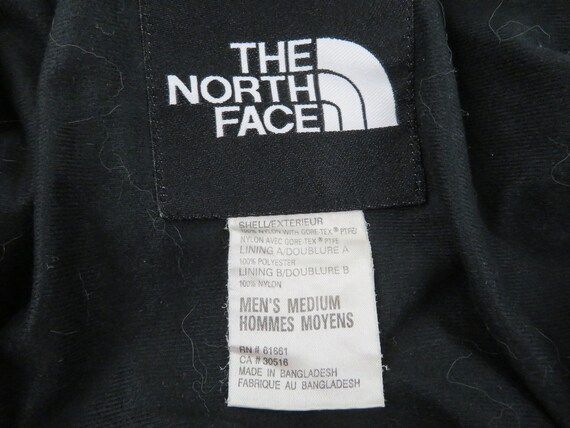 THE
NORTH
FACE
SHELL/EXTERIEUR
100% NYLON WITH GORE-TEX ® PTFE/
NYLON AVEC GORE-TEX ® PTFE
LINING A/DOUBLURE A
100% POLYESTER
LINING B/DOUBLURE B
100% NYLON
MEN'S MEDIUM
HOMMES MOYENS
RN # 61661
CA # 30516
MADE IN BANGLADESH
FABRIQUE AU BANGLADESH